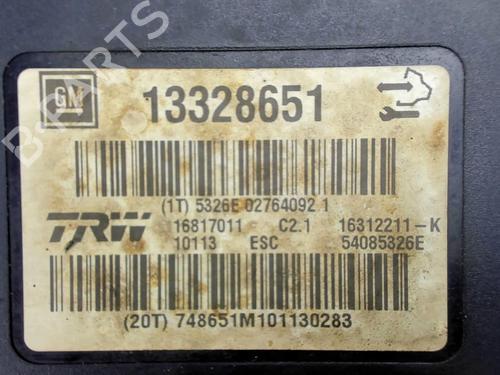 GM 13328651
(1T) 5326E 02764092 1
TRW 16817011 C2.1 16312211-K
10113 ESC 54085326E
(20T) 748651M101130283
B-PARTS